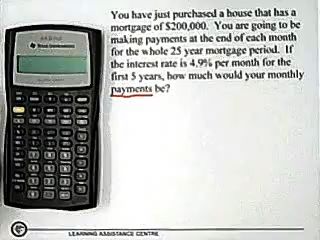 You have just purchased a house that has a
mortgage of $200,000. You are going to be
making payments at the end of each month
for the whole 25 year mortgage period. If
the interest rate is 4.9% per month for the
first 5 years, how much would your monthly
payments be?
Texas Instruments
LEARNING ASSISTANCE CENTRE